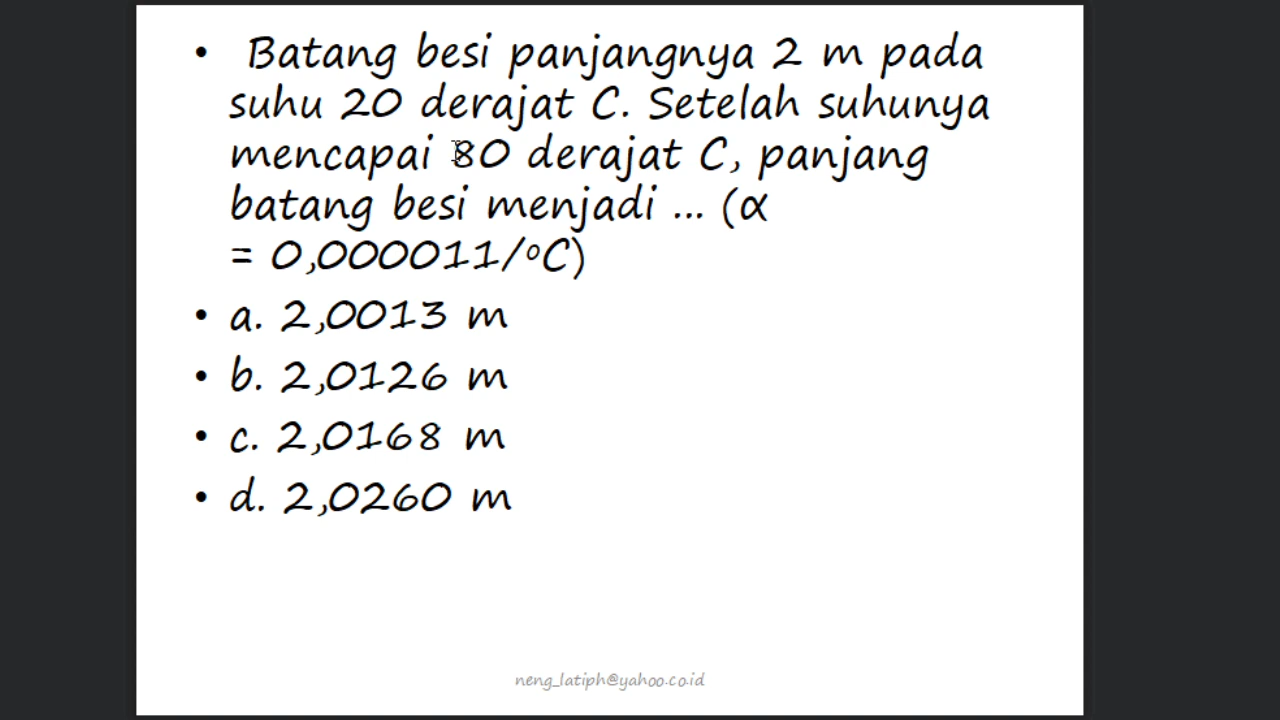 • Batang besi panjangnya 2 m pada
suhu 20 derajat C. Setelah suhunya
mencapai 80 derajat C, panjang
batang besi menjadi ... (α
= 0,000011/°C)
• a. 2,0013 m
• b. 2,0126 m
• c. 2,0168 m
• d. 2,0260 m
neng_latiph@yahoo.co.id